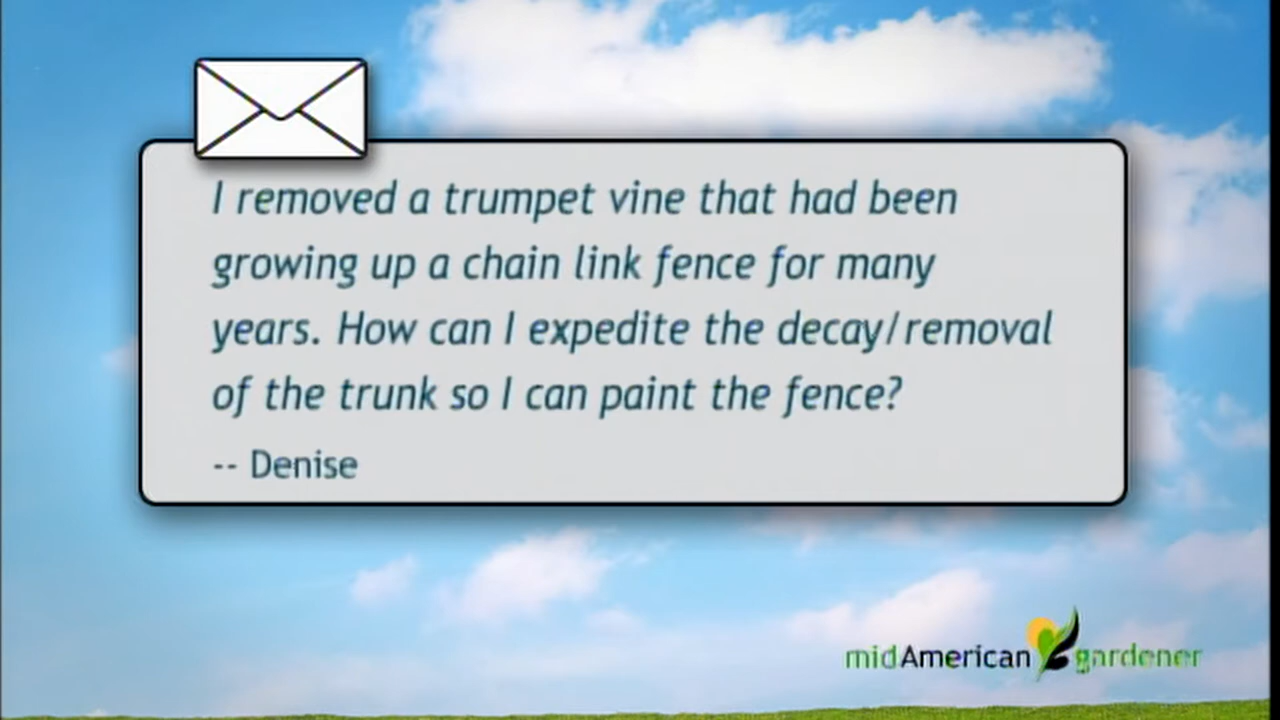 I removed a trumpet vine that had been
growing up a chain link fence for many
years. How can I expedite the decay/removal
of the trunk so I can paint the fence?
-- Denise
midAmerican gardener